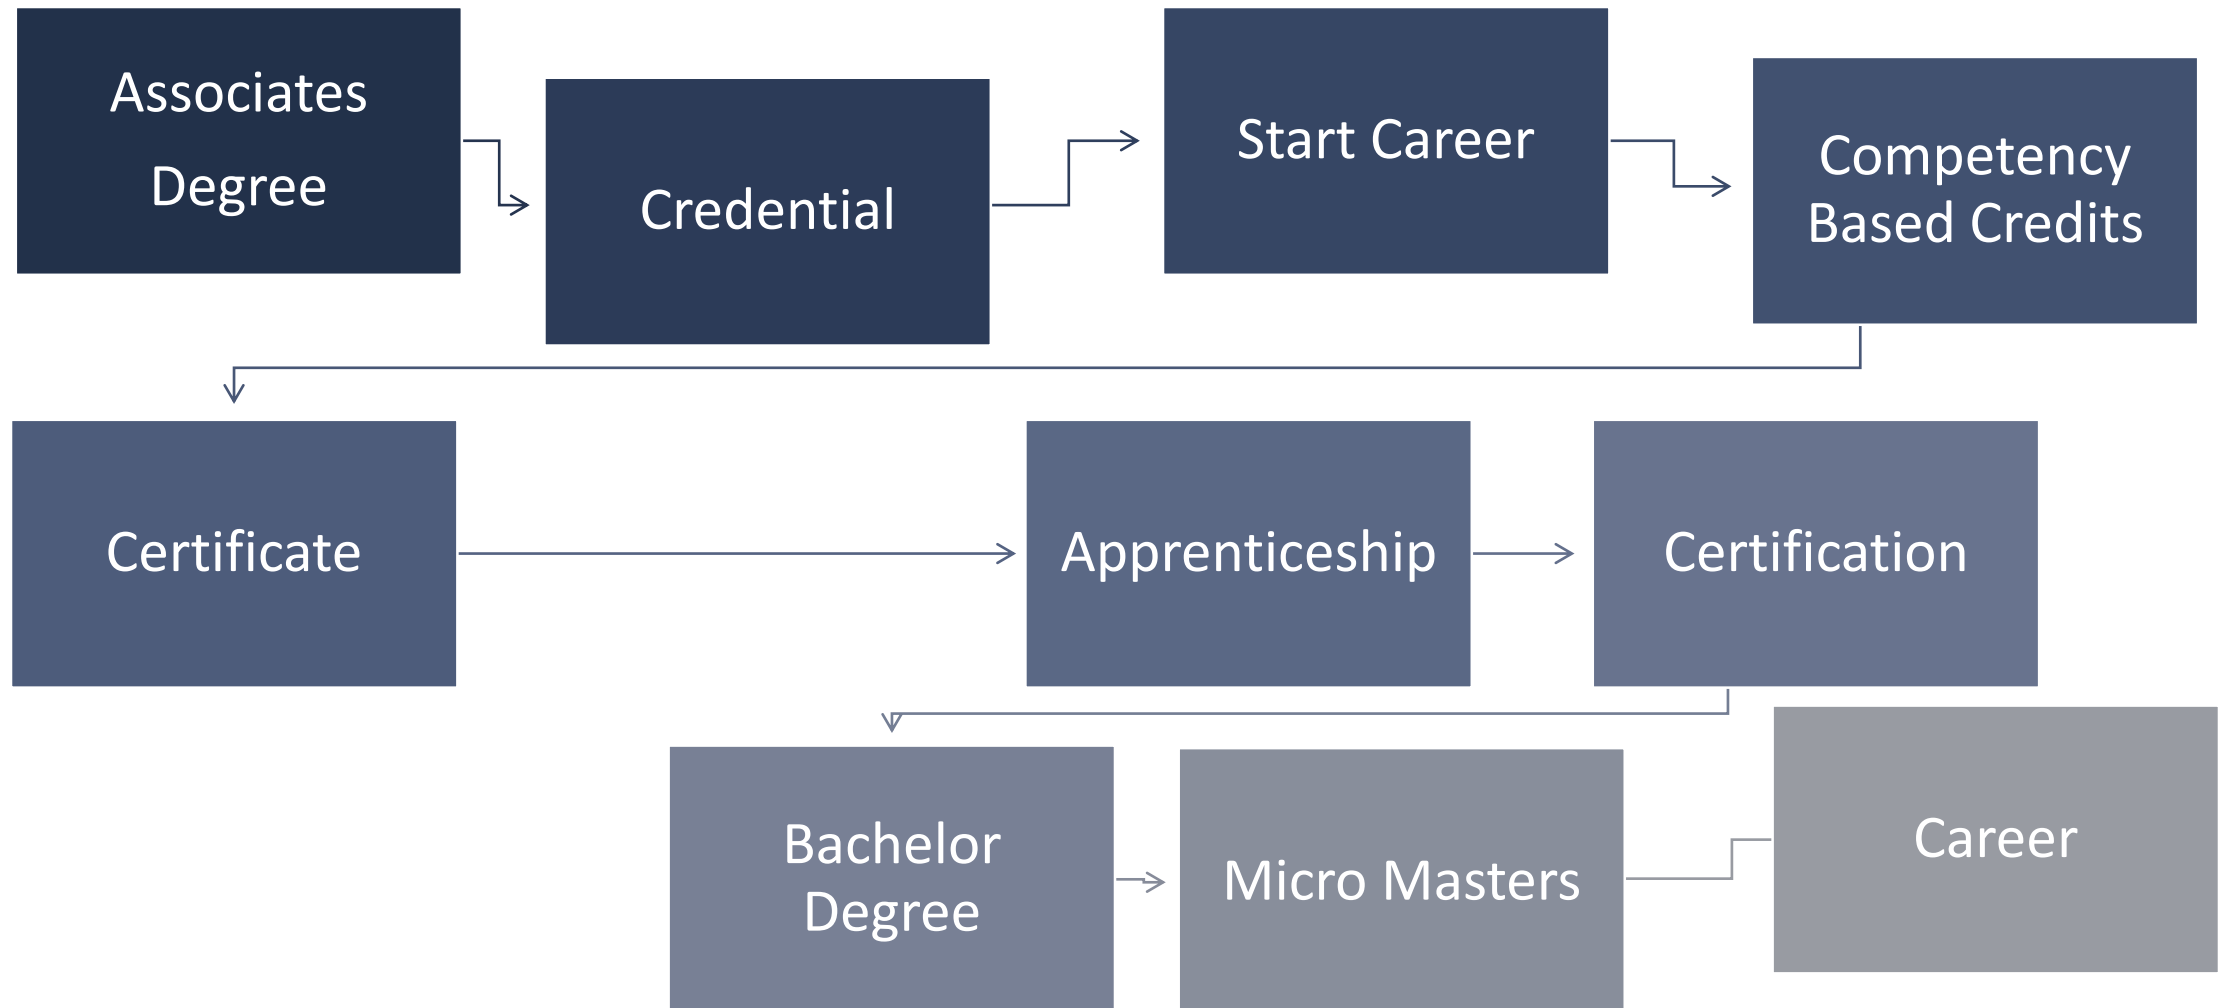 Associates
Degree
Credential
Start Career
Competency
Based Credits
Certificate
Apprenticeship
Certification
Bachelor
Degree
Micro Masters
Career